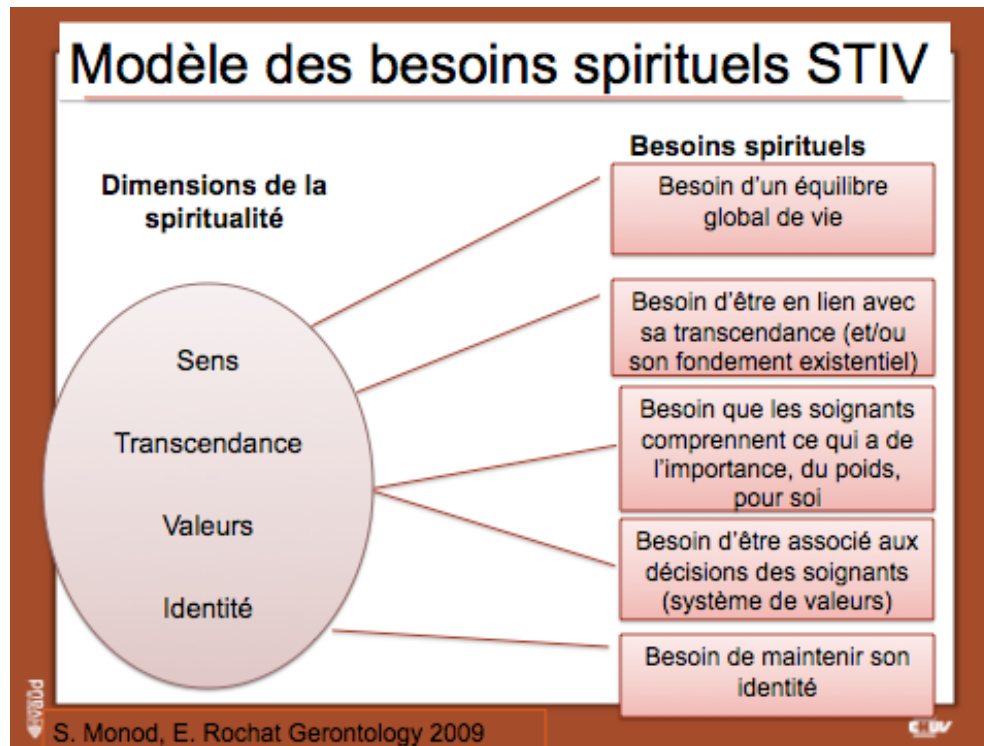 Modèle des besoins spirituels STIV
Dimensions de la
spiritualité
Sens
Transcendance
Valeurs
Identité
Besoins spirituels
Besoin d'un équilibre
global de vie
Besoin d'être en lien avec
sa transcendance (et/ou
son fondement existentiel)
Besoin que les soignants
comprennent ce qui a de
l'importance, du poids,
pour soi
Besoin d'être associé aux
décisions des soignants
(système de valeurs)
Besoin de maintenir son
identité
vaud
S. Monod, E. Rochat Gerontology 2009